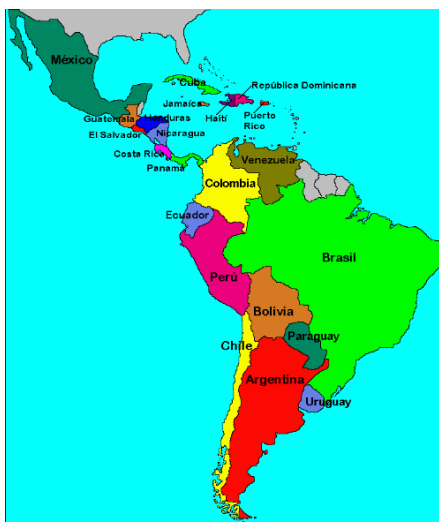 México
Cuba
República Dominicana
Jamaica
Haití
Puerto
Rico
Guatemala
Honduras
El Salvador
Nicaragua
Costa Rica
Panamá
Venezuela
Colombia
Ecuador
Brasil
Perú
Bolivia
Paraguay
Chile
Argentina
Uruguay